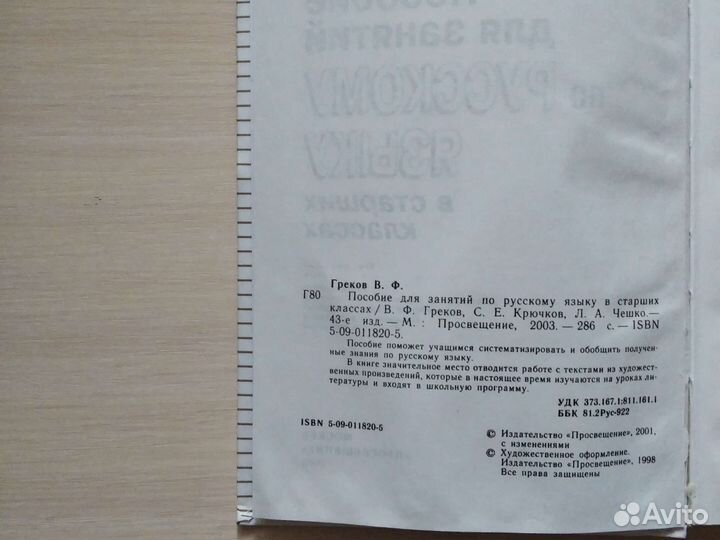 Греков В. Ф.
Г80 Пособие для занятий по русскому языку в старших
классах / В. Ф. Греков, С. Е. Крючков, Л. А. Чешко.—
43-е изд.— М. : Просвещение, 2003.— 286 с.— ISBN
5-09-011820-5.
Пособие поможет учащимся систематизировать и обобщить получен-
ные знания по русскому языку.
В книге значительное место отводится работе с текстами из художест-
венных произведений, которые в настоящее время изучаются на уроках ли-
тературы и входят в школьную программу.
УДК 373.167.1:811.161.1
ББК 81.2Рус-922
ISBN 5-09-011820-5
© Издательство «Просвещение», 2001,
с изменениями
© Художественное оформление.
Издательство «Просвещение», 1998
Все права защищены
Avito